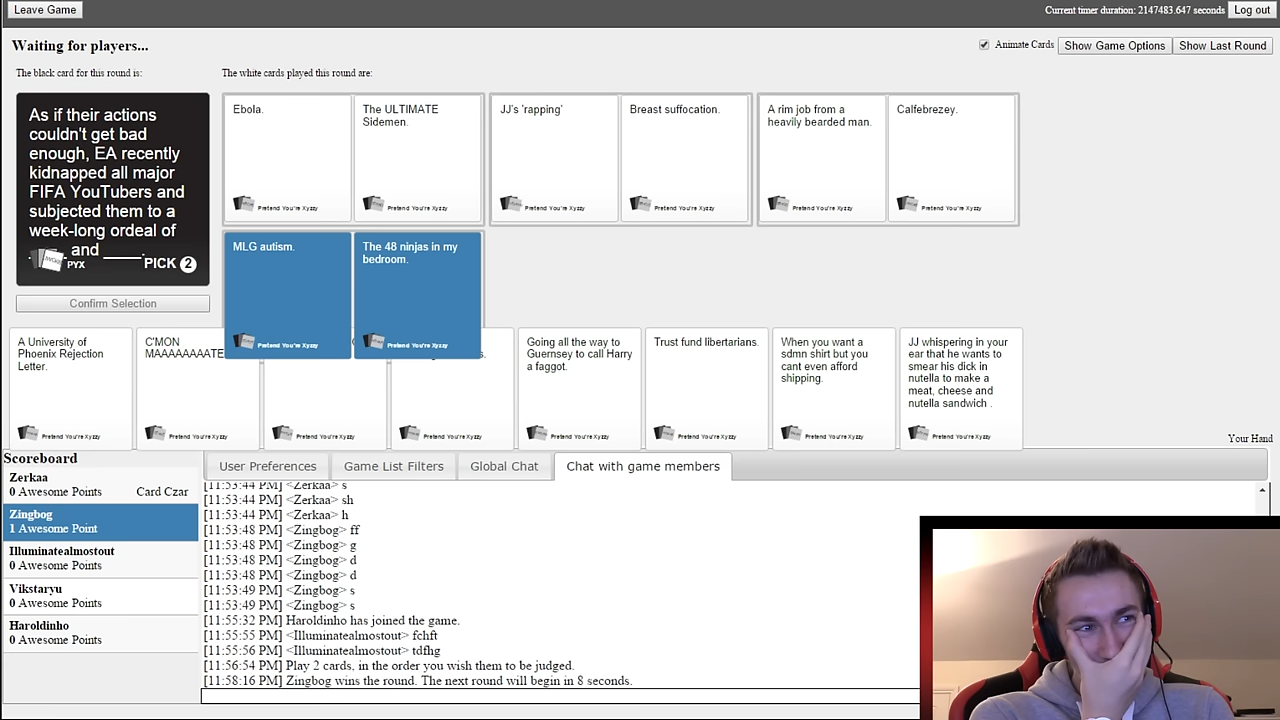 Leave Game
Current timer duration: 2147483.647 seconds
Log out
Waiting for players...
Animate Cards
Show Game Options
Show Last Round
The black card for this round is:
The white cards played this round are:
As if their actions
couldn't get bad
enough, EA recently
kidnapped all major
FIFA YouTubers and
subjected them to a
week-long ordeal of
and ____.
PYX
PICK 2
Confirm Selection
Ebola.
Pretend You're Xyzzy
The ULTIMATE
Sidemen.
Pretend You're Xyzzy
JJ's 'rapping'
Pretend You're Xyzzy
Breast suffocation.
Pretend You're Xyzzy
A rim job from a
heavily bearded man.
Pretend You're Xyzzy
Calfebrezey.
Pretend You're Xyzzy
MLG autism.
Pretend You're Xyzzy
The 48 ninjas in my
bedroom.
Pretend You're Xyzzy
A University of
Phoenix Rejection
Letter.
Pretend You're Xyzzy
C'MON
MAAAAAAAATE
Pretend You're Xyzzy
Pretend You're Xyzzy
s.
Pretend You're Xyzzy
Going all the way to
Guernsey to call Harry
a faggot.
Pretend You're Xyzzy
Trust fund libertarians.
Pretend You're Xyzzy
When you want a
sdmn shirt but you
cant even afford
shipping.
Pretend You're Xyzzy
JJ whispering in your
ear that he wants to
smear his dick in
nutella to make a
meat, cheese and
nutella sandwich .
Pretend You're Xyzzy
Your Hand
Scoreboard
Zerkaa
0 Awesome Points Card Czar
Zingbog
1 Awesome Point
Illuminatealmostout
0 Awesome Points
Vikstaryu
0 Awesome Points
Haroldinho
0 Awesome Points
User Preferences
Game List Filters
Global Chat
Chat with game members
[11:53:44 PM] <Zerkaa> s
[11:53:44 PM] <Zerkaa> sh
[11:53:44 PM] <Zerkaa> h
[11:53:48 PM] <Zingbog> ff
[11:53:48 PM] <Zingbog> g
[11:53:48 PM] <Zingbog> d
[11:53:48 PM] <Zingbog> d
[11:53:49 PM] <Zingbog> s
[11:53:49 PM] <Zingbog> s
[11:55:32 PM] Haroldinho has joined the game.
[11:55:55 PM] <Illuminatealmostout> fchft
[11:55:56 PM] <Illuminatealmostout> tdfhg
[11:56:54 PM] Play 2 cards, in the order you wish them to be judged.
[11:58:16 PM] Zingbog wins the round. The next round will begin in 8 seconds.